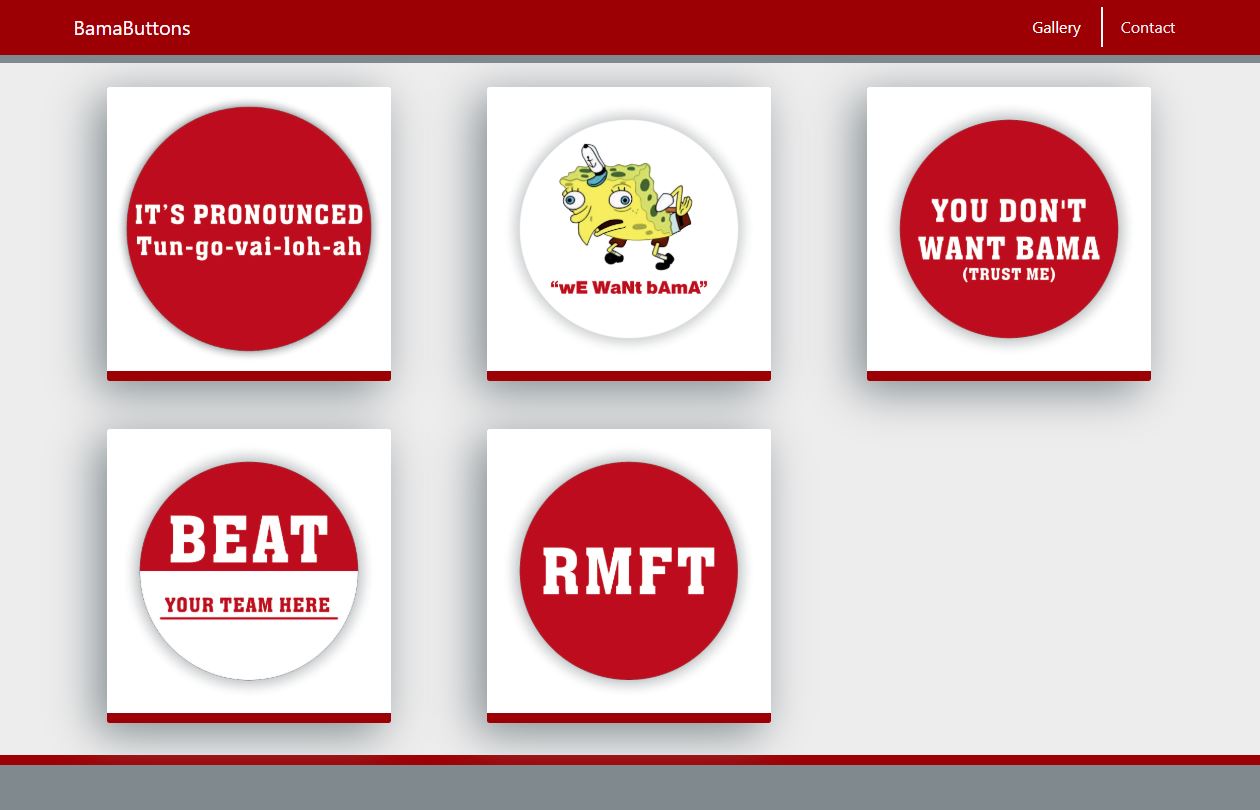 BamaButtons
Gallery
Contact
IT'S PRONOUNCED
Tun-go-vai-loh-ah
“wE WaNt bAmA”
YOU DON'T
WANT BAMA
(TRUST ME)
BEAT
YOUR TEAM HERE
RMFT